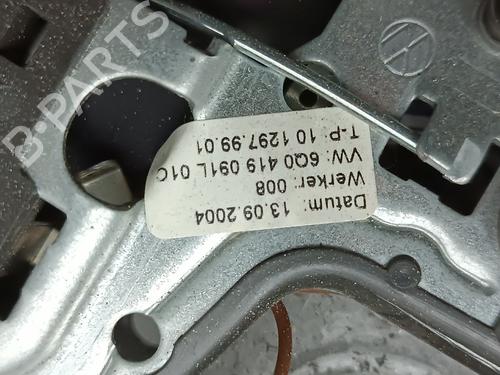 Datum: 13.09.2004
Werker: 008
VW: 6Q0 419 091L 01C
T-P: 10 1297.99.01
B-PARTS